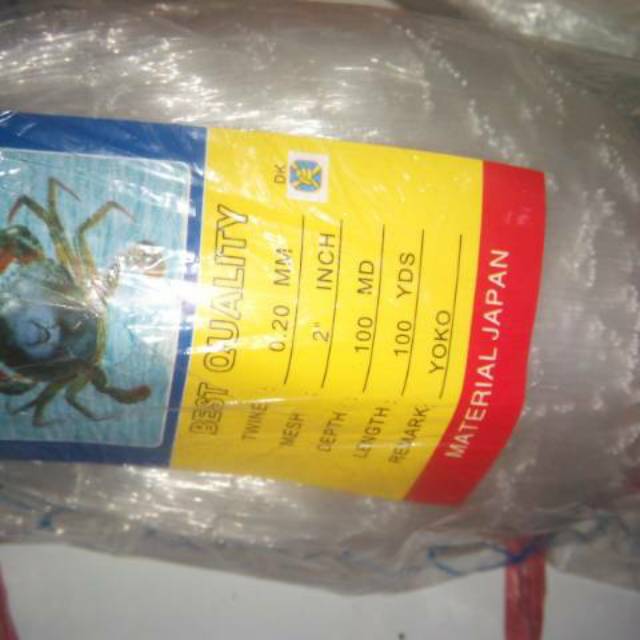 DK
BEST QUALITY
TWINE : 0.20 MM
MESH : 2" INCH
DEPTH : 100 MD
LENGTH : 100 YDS
REMARK: YOKO
MATERIAL JAPAN